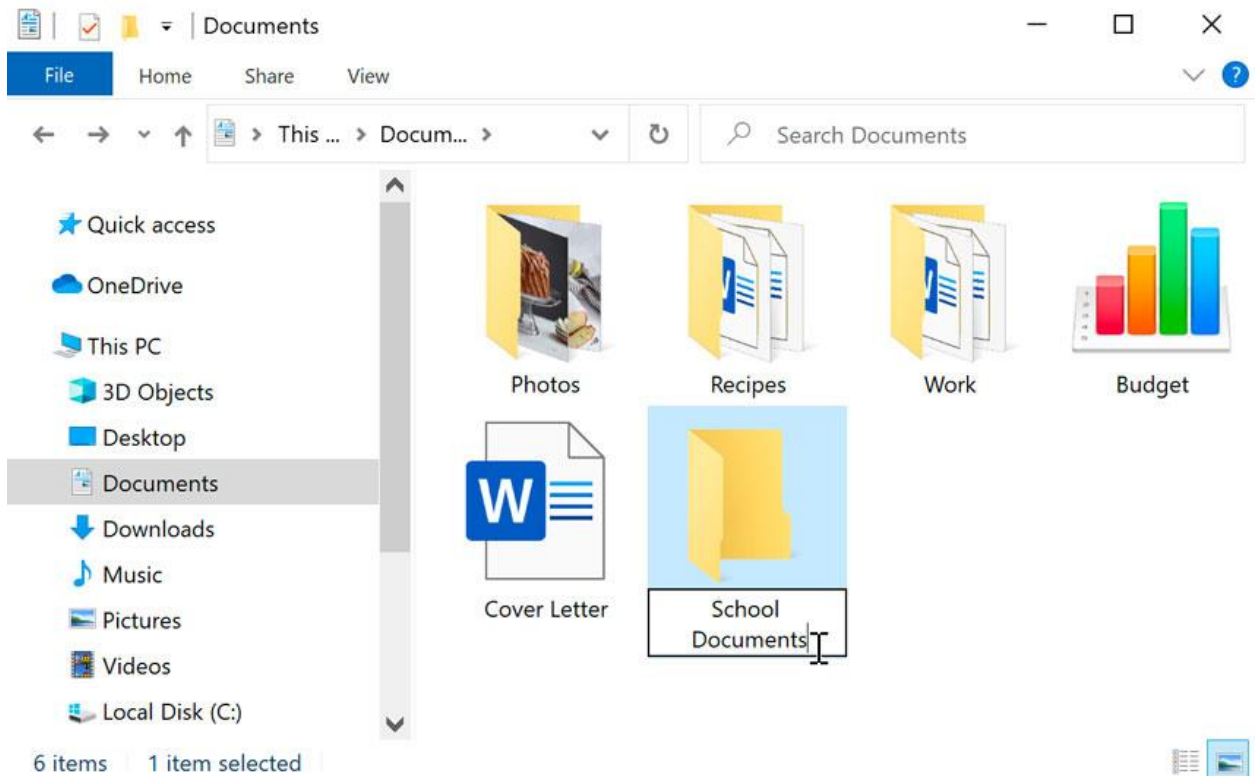 Documents
File Home Share View ?
> This ... > Docum... > Search Documents
Quick access
OneDrive
This PC
3D Objects
Desktop
Documents
Downloads
Music
Pictures
Videos
Local Disk (C:)
Photos Recipes Work Budget
W
Cover Letter
School
Documents
6 items 1 item selected